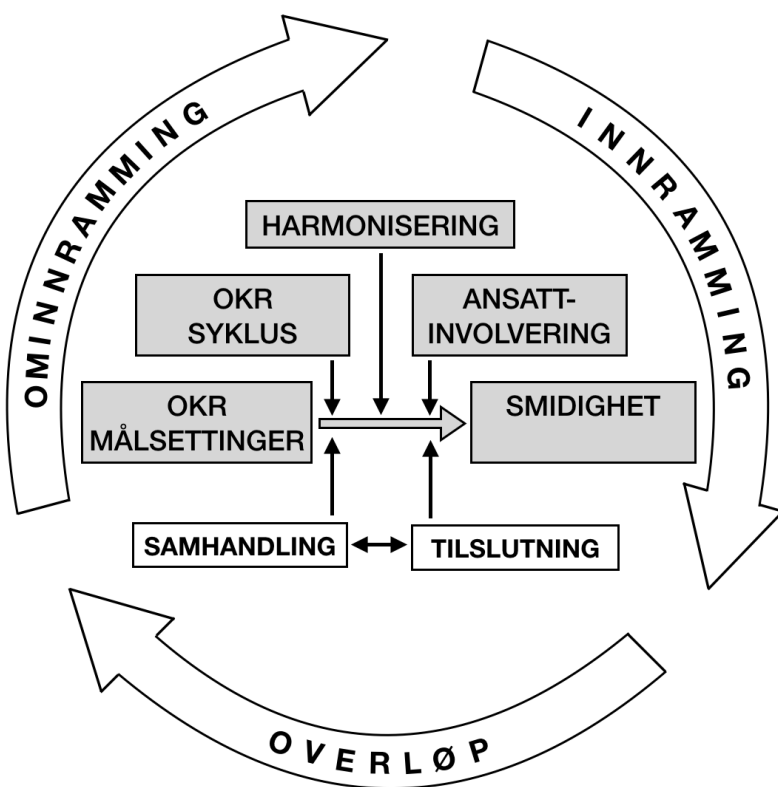 OMINNRAMMING
INNRAMMING
HARMONISERING
OKR
SYKLUS
ANSATT-
INVOLVERING
OKR
MÅLSETTINGER
SMIDIGHET
SAMHANDLING
TILSLUTNING
OVERLØP